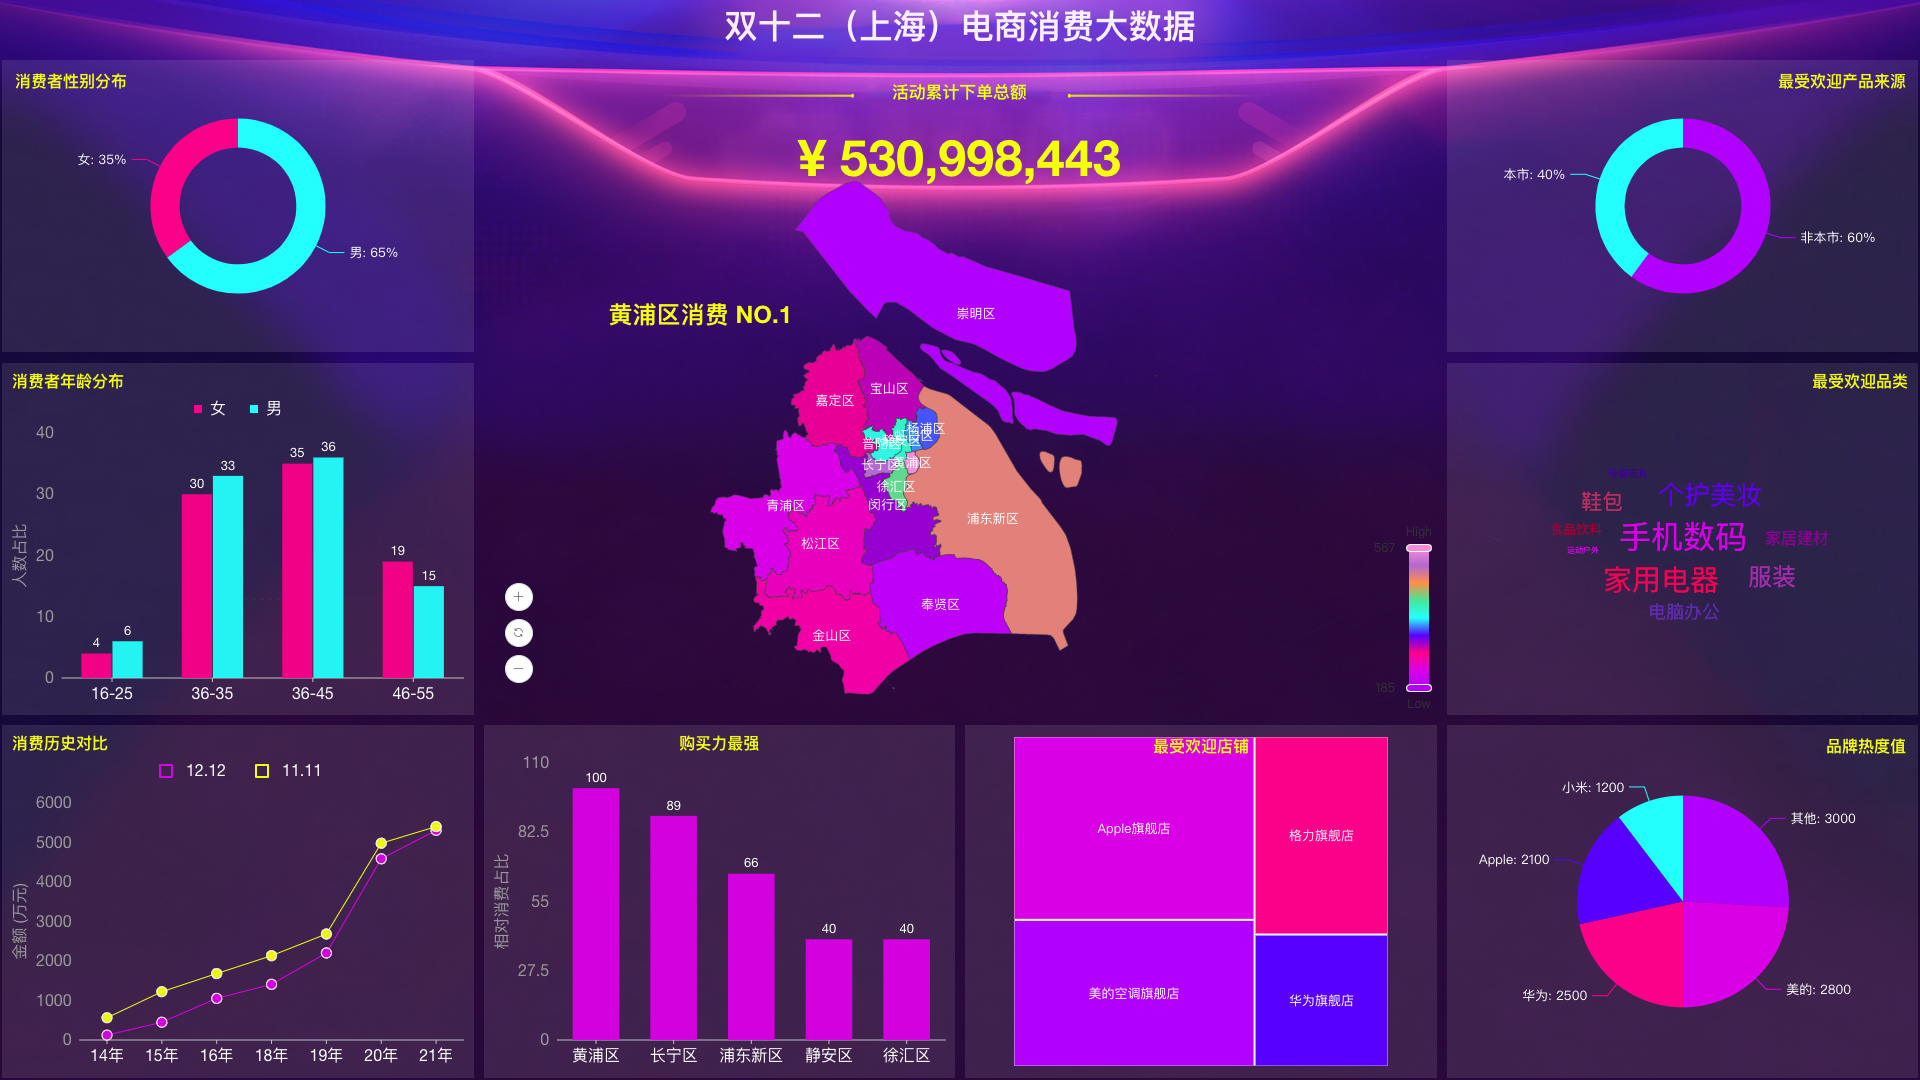 双十二（上海）电商消费大数据
消费者性别分布
女: 35%
男: 65%
活动累计下单总额
¥ 530,998,443
最受欢迎产品来源
本市: 40%
非本市: 60%
黄浦区消费 NO.1
崇明区
宝山区
嘉定区
杨浦区
普陀区
长宁区
黄浦区
徐汇区
闵行区
青浦区
浦东新区
松江区
奉贤区
金山区
High
567
185
Low
消费者年龄分布
女
男
人数占比
40
30
20
10
0
4
6
30
33
35
36
19
15
16-25
36-35
36-45
46-55
最受欢迎品类
个护美妆
鞋包
食品饮料
手机数码
家居建材
运动户外
家用电器
服装
电脑办公
消费历史对比
12.12
11.11
金额 (万元)
6000
5000
4000
3000
2000
1000
0
14年
15年
16年
18年
19年
20年
21年
购买力最强
相对消费占比
110
82.5
55
27.5
0
100
89
66
40
40
黄浦区
长宁区
浦东新区
静安区
徐汇区
最受欢迎店铺
Apple旗舰店
格力旗舰店
美的空调旗舰店
华为旗舰店
品牌热度值
小米: 1200
其他: 3000
Apple: 2100
华为: 2500
美的: 2800